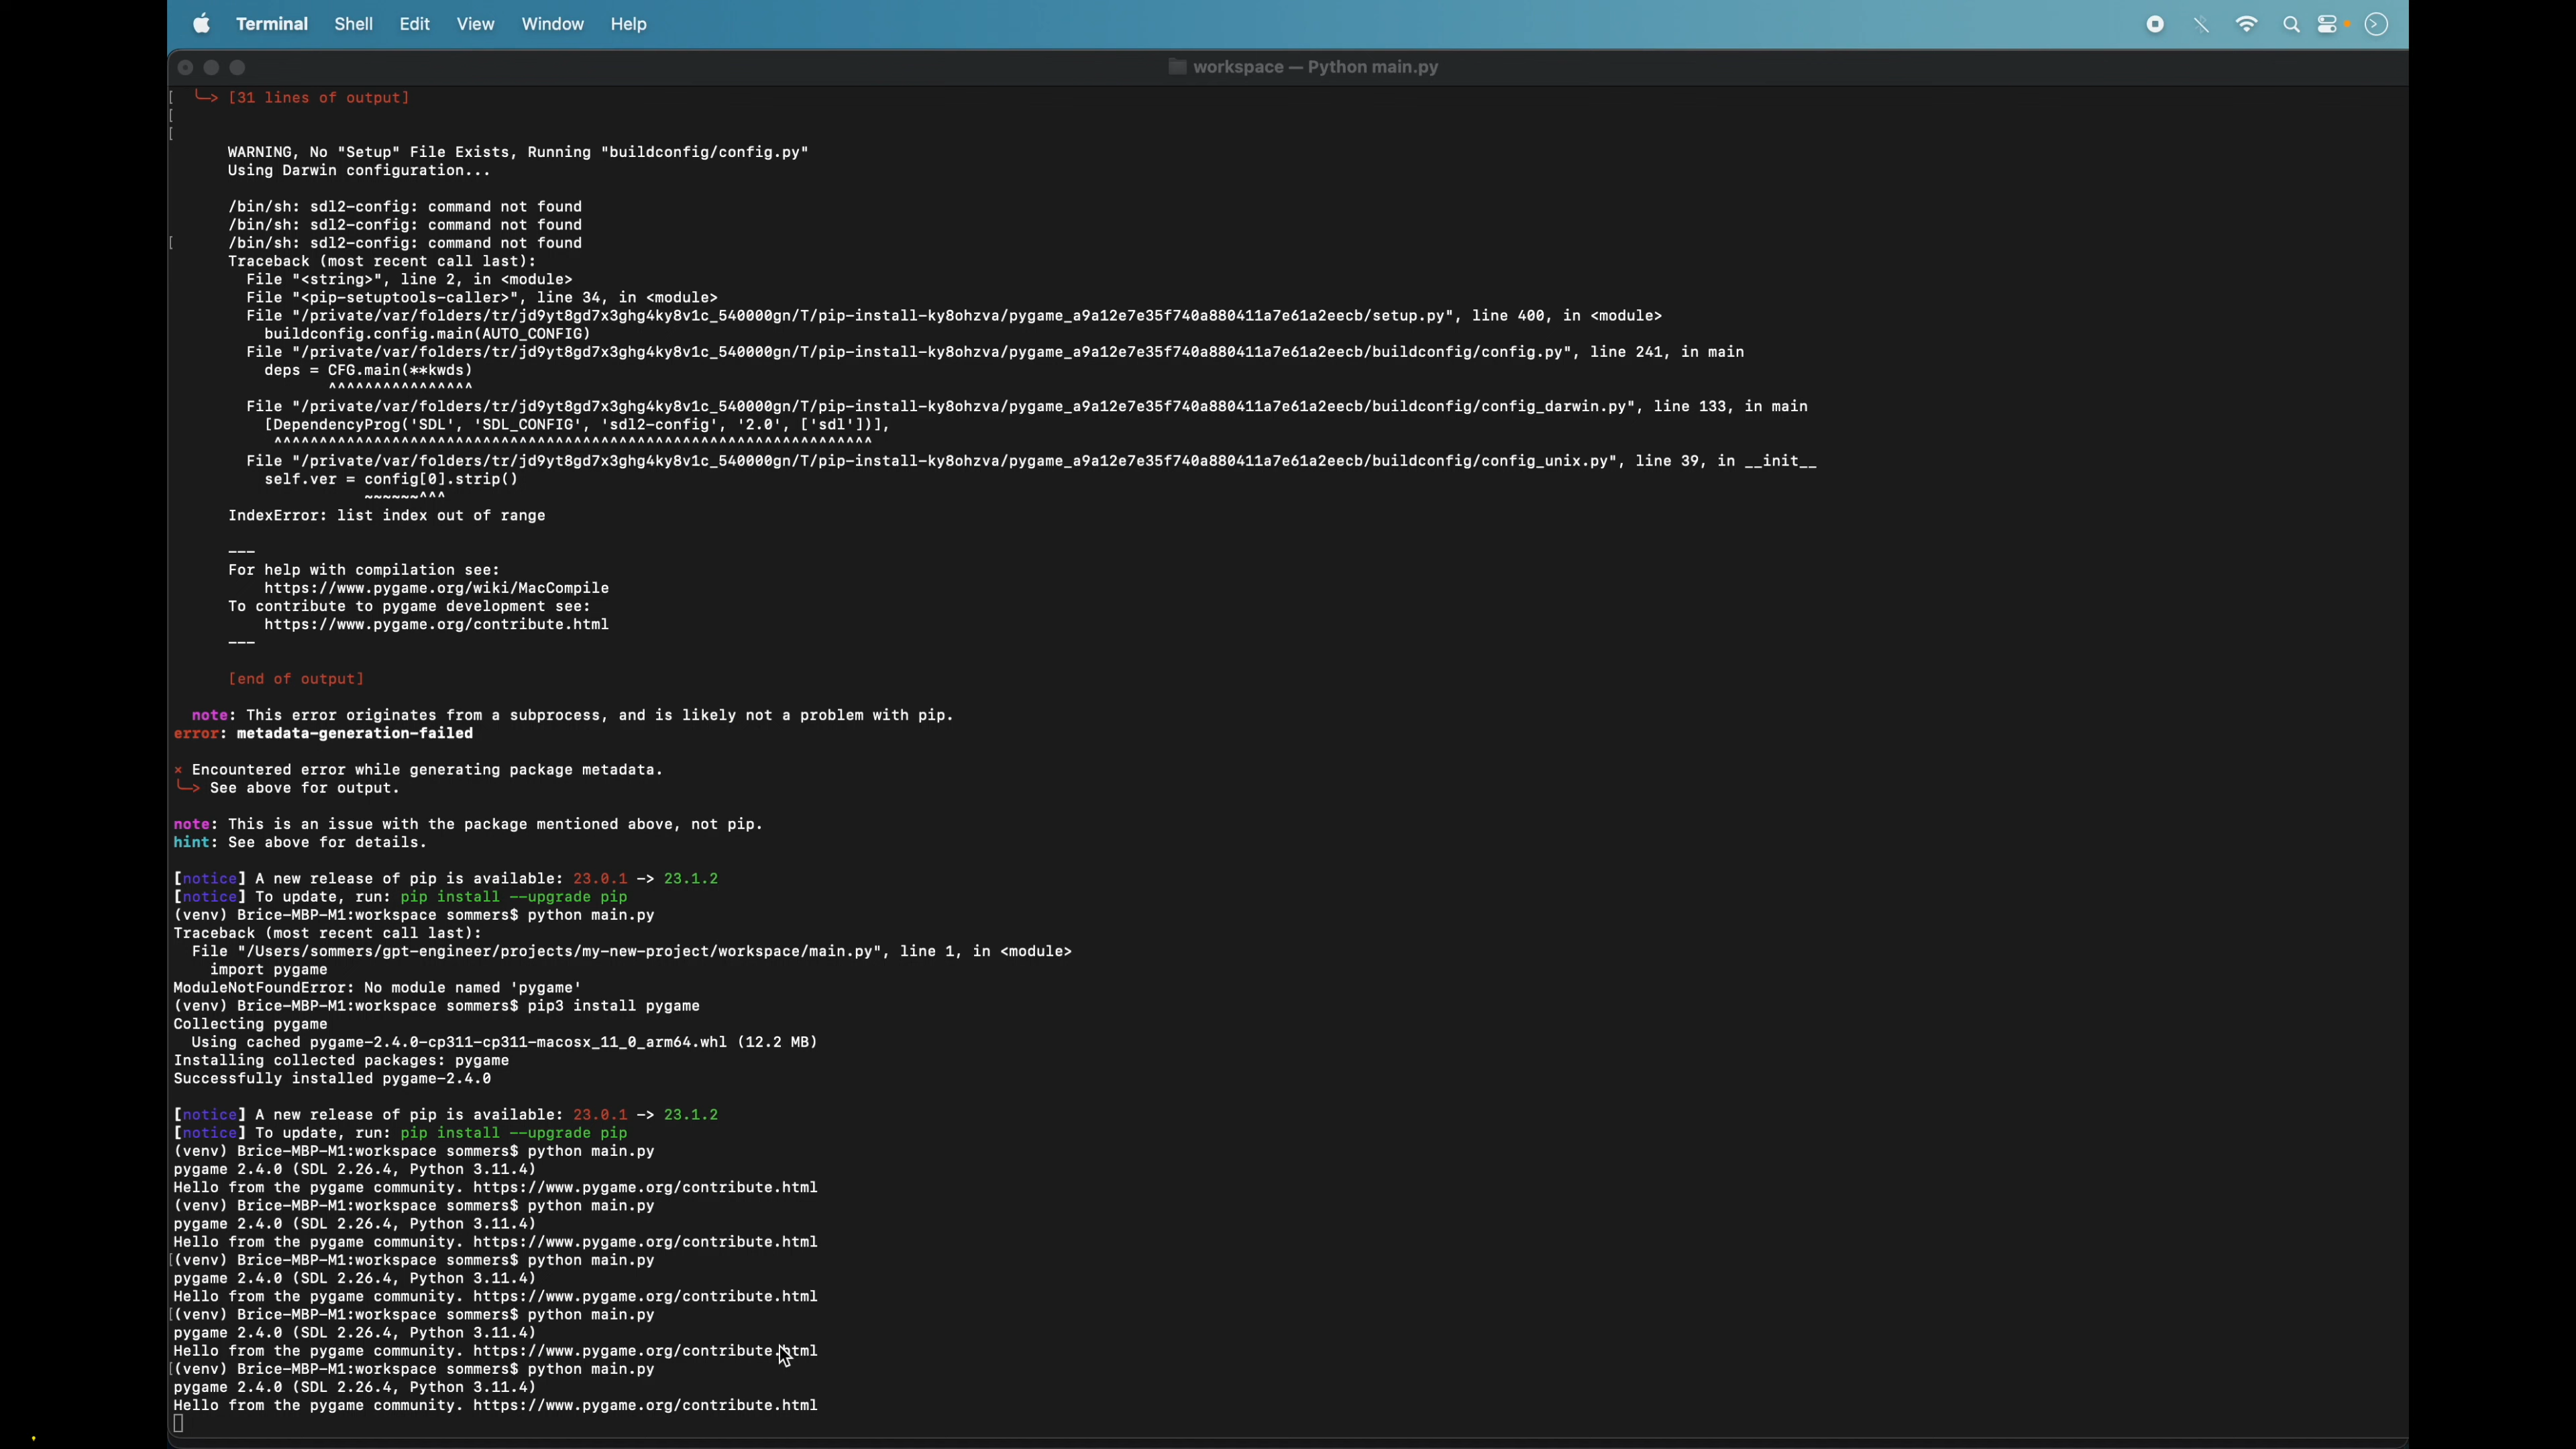 Terminal Shell Edit View Window Help
workspace — Python main.py
[31 lines of output]
WARNING, No "Setup" File Exists, Running "buildconfig/config.py"
Using Darwin configuration...
/bin/sh: sdl2-config: command not found
/bin/sh: sdl2-config: command not found
/bin/sh: sdl2-config: command not found
Traceback (most recent call last):
File "<string>", line 2, in <module>
File "<pip-setuptools-caller>", line 34, in <module>
File "/private/var/folders/tr/jd9yt8gd7x3ghg4ky8v1c_540000gn/T/pip-install-ky8ohzva/pygame_a9a12e7e35f740a880411a7e61a2eecb/setup.py", line 400, in <module>
buildconfig.config.main(AUTO_CONFIG)
File "/private/var/folders/tr/jd9yt8gd7x3ghg4ky8v1c_540000gn/T/pip-install-ky8ohzva/pygame_a9a12e7e35f740a880411a7e61a2eecb/buildconfig/config.py", line 241, in main
deps = CFG.main(**kwds)
^^^^^^^^^^^^^^^^
File "/private/var/folders/tr/jd9yt8gd7x3ghg4ky8v1c_540000gn/T/pip-install-ky8ohzva/pygame_a9a12e7e35f740a880411a7e61a2eecb/buildconfig/config_darwin.py", line 133, in main
[DependencyProg('SDL', 'SDL_CONFIG', 'sdl2-config', '2.0', ['sdl'])],
^^^^^^^^^^^^^^^^^^^^^^^^^^^^^^^^^^^^^^^^^^^^^^^^^^^^^^^^^^^^^^^^^^
File "/private/var/folders/tr/jd9yt8gd7x3ghg4ky8v1c_540000gn/T/pip-install-ky8ohzva/pygame_a9a12e7e35f740a880411a7e61a2eecb/buildconfig/config_unix.py", line 39, in __init__
self.ver = config[0].strip()
~~~~~~^^^
IndexError: list index out of range
---
For help with compilation see:
https://www.pygame.org/wiki/MacCompile
To contribute to pygame development see:
https://www.pygame.org/contribute.html
---
[end of output]
note: This error originates from a subprocess, and is likely not a problem with pip.
error: metadata-generation-failed
× Encountered error while generating package metadata.
╰─> See above for output.
note: This is an issue with the package mentioned above, not pip.
hint: See above for details.
[notice] A new release of pip is available: 23.0.1 -> 23.1.2
[notice] To update, run: pip install --upgrade pip
(venv) Brice-MBP-M1:workspace sommers$ python main.py
Traceback (most recent call last):
File "/Users/sommers/gpt-engineer/projects/my-new-project/workspace/main.py", line 1, in <module>
import pygame
ModuleNotFoundError: No module named 'pygame'
(venv) Brice-MBP-M1:workspace sommers$ pip3 install pygame
Collecting pygame
Using cached pygame-2.4.0-cp311-cp311-macosx_11_0_arm64.whl (12.2 MB)
Installing collected packages: pygame
Successfully installed pygame-2.4.0
[notice] A new release of pip is available: 23.0.1 -> 23.1.2
[notice] To update, run: pip install --upgrade pip
(venv) Brice-MBP-M1:workspace sommers$ python main.py
pygame 2.4.0 (SDL 2.26.4, Python 3.11.4)
Hello from the pygame community. https://www.pygame.org/contribute.html
(venv) Brice-MBP-M1:workspace sommers$ python main.py
pygame 2.4.0 (SDL 2.26.4, Python 3.11.4)
Hello from the pygame community. https://www.pygame.org/contribute.html
[(venv) Brice-MBP-M1:workspace sommers$ python main.py
pygame 2.4.0 (SDL 2.26.4, Python 3.11.4)
Hello from the pygame community. https://www.pygame.org/contribute.html
[(venv) Brice-MBP-M1:workspace sommers$ python main.py
pygame 2.4.0 (SDL 2.26.4, Python 3.11.4)
Hello from the pygame community. https://www.pygame.org/contribute.html
[(venv) Brice-MBP-M1:workspace sommers$ python main.py
pygame 2.4.0 (SDL 2.26.4, Python 3.11.4)
Hello from the pygame community. https://www.pygame.org/contribute.html